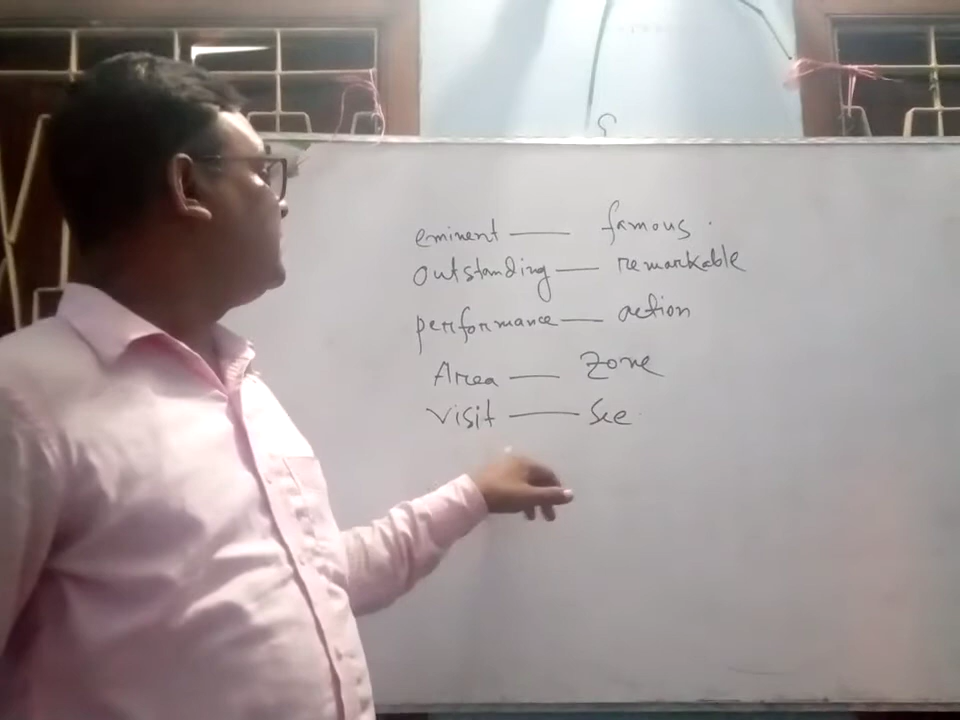 eminent — famous.
outstanding — remarkable
performance — action
Area — Zone
visit — See.